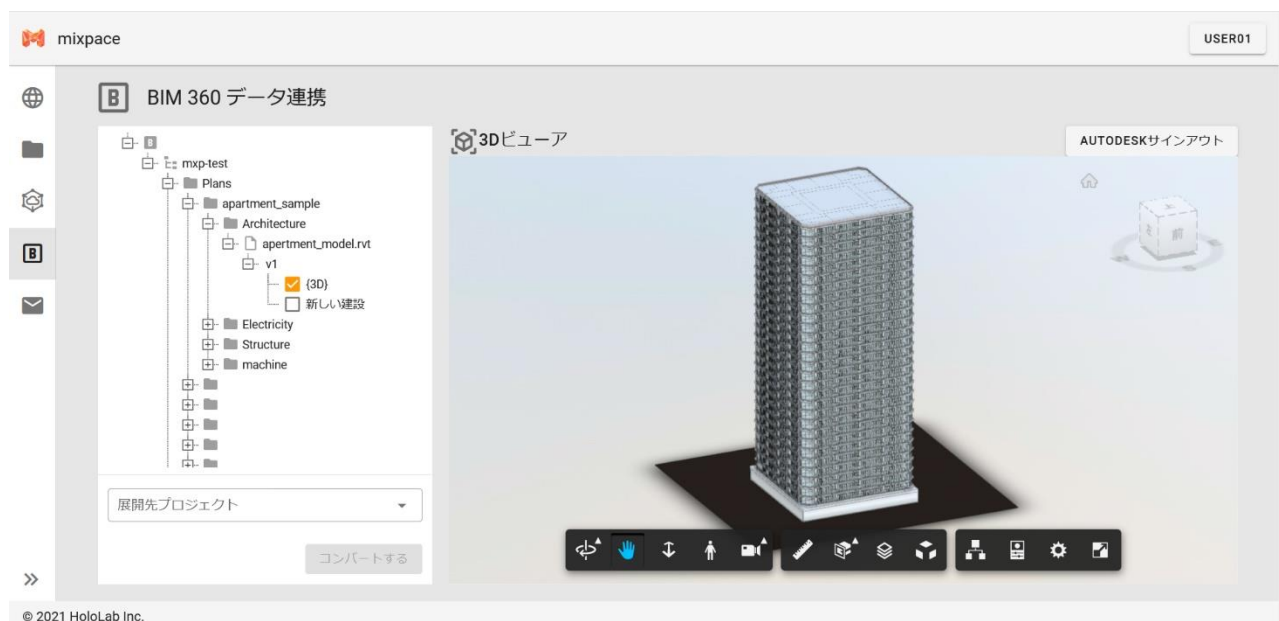 mixpace
USER01
B BIM 360 データ連携
3Dビューア
AUTODESKサインアウト
B
mxp-test
Plans
apartment_sample
Architecture
apertment_model.rvt
v1
{3D}
新しい建設
Electricity
Structure
machine
展開先プロジェクト
コンバートする
B
上
前
© 2021 HoloLab Inc.